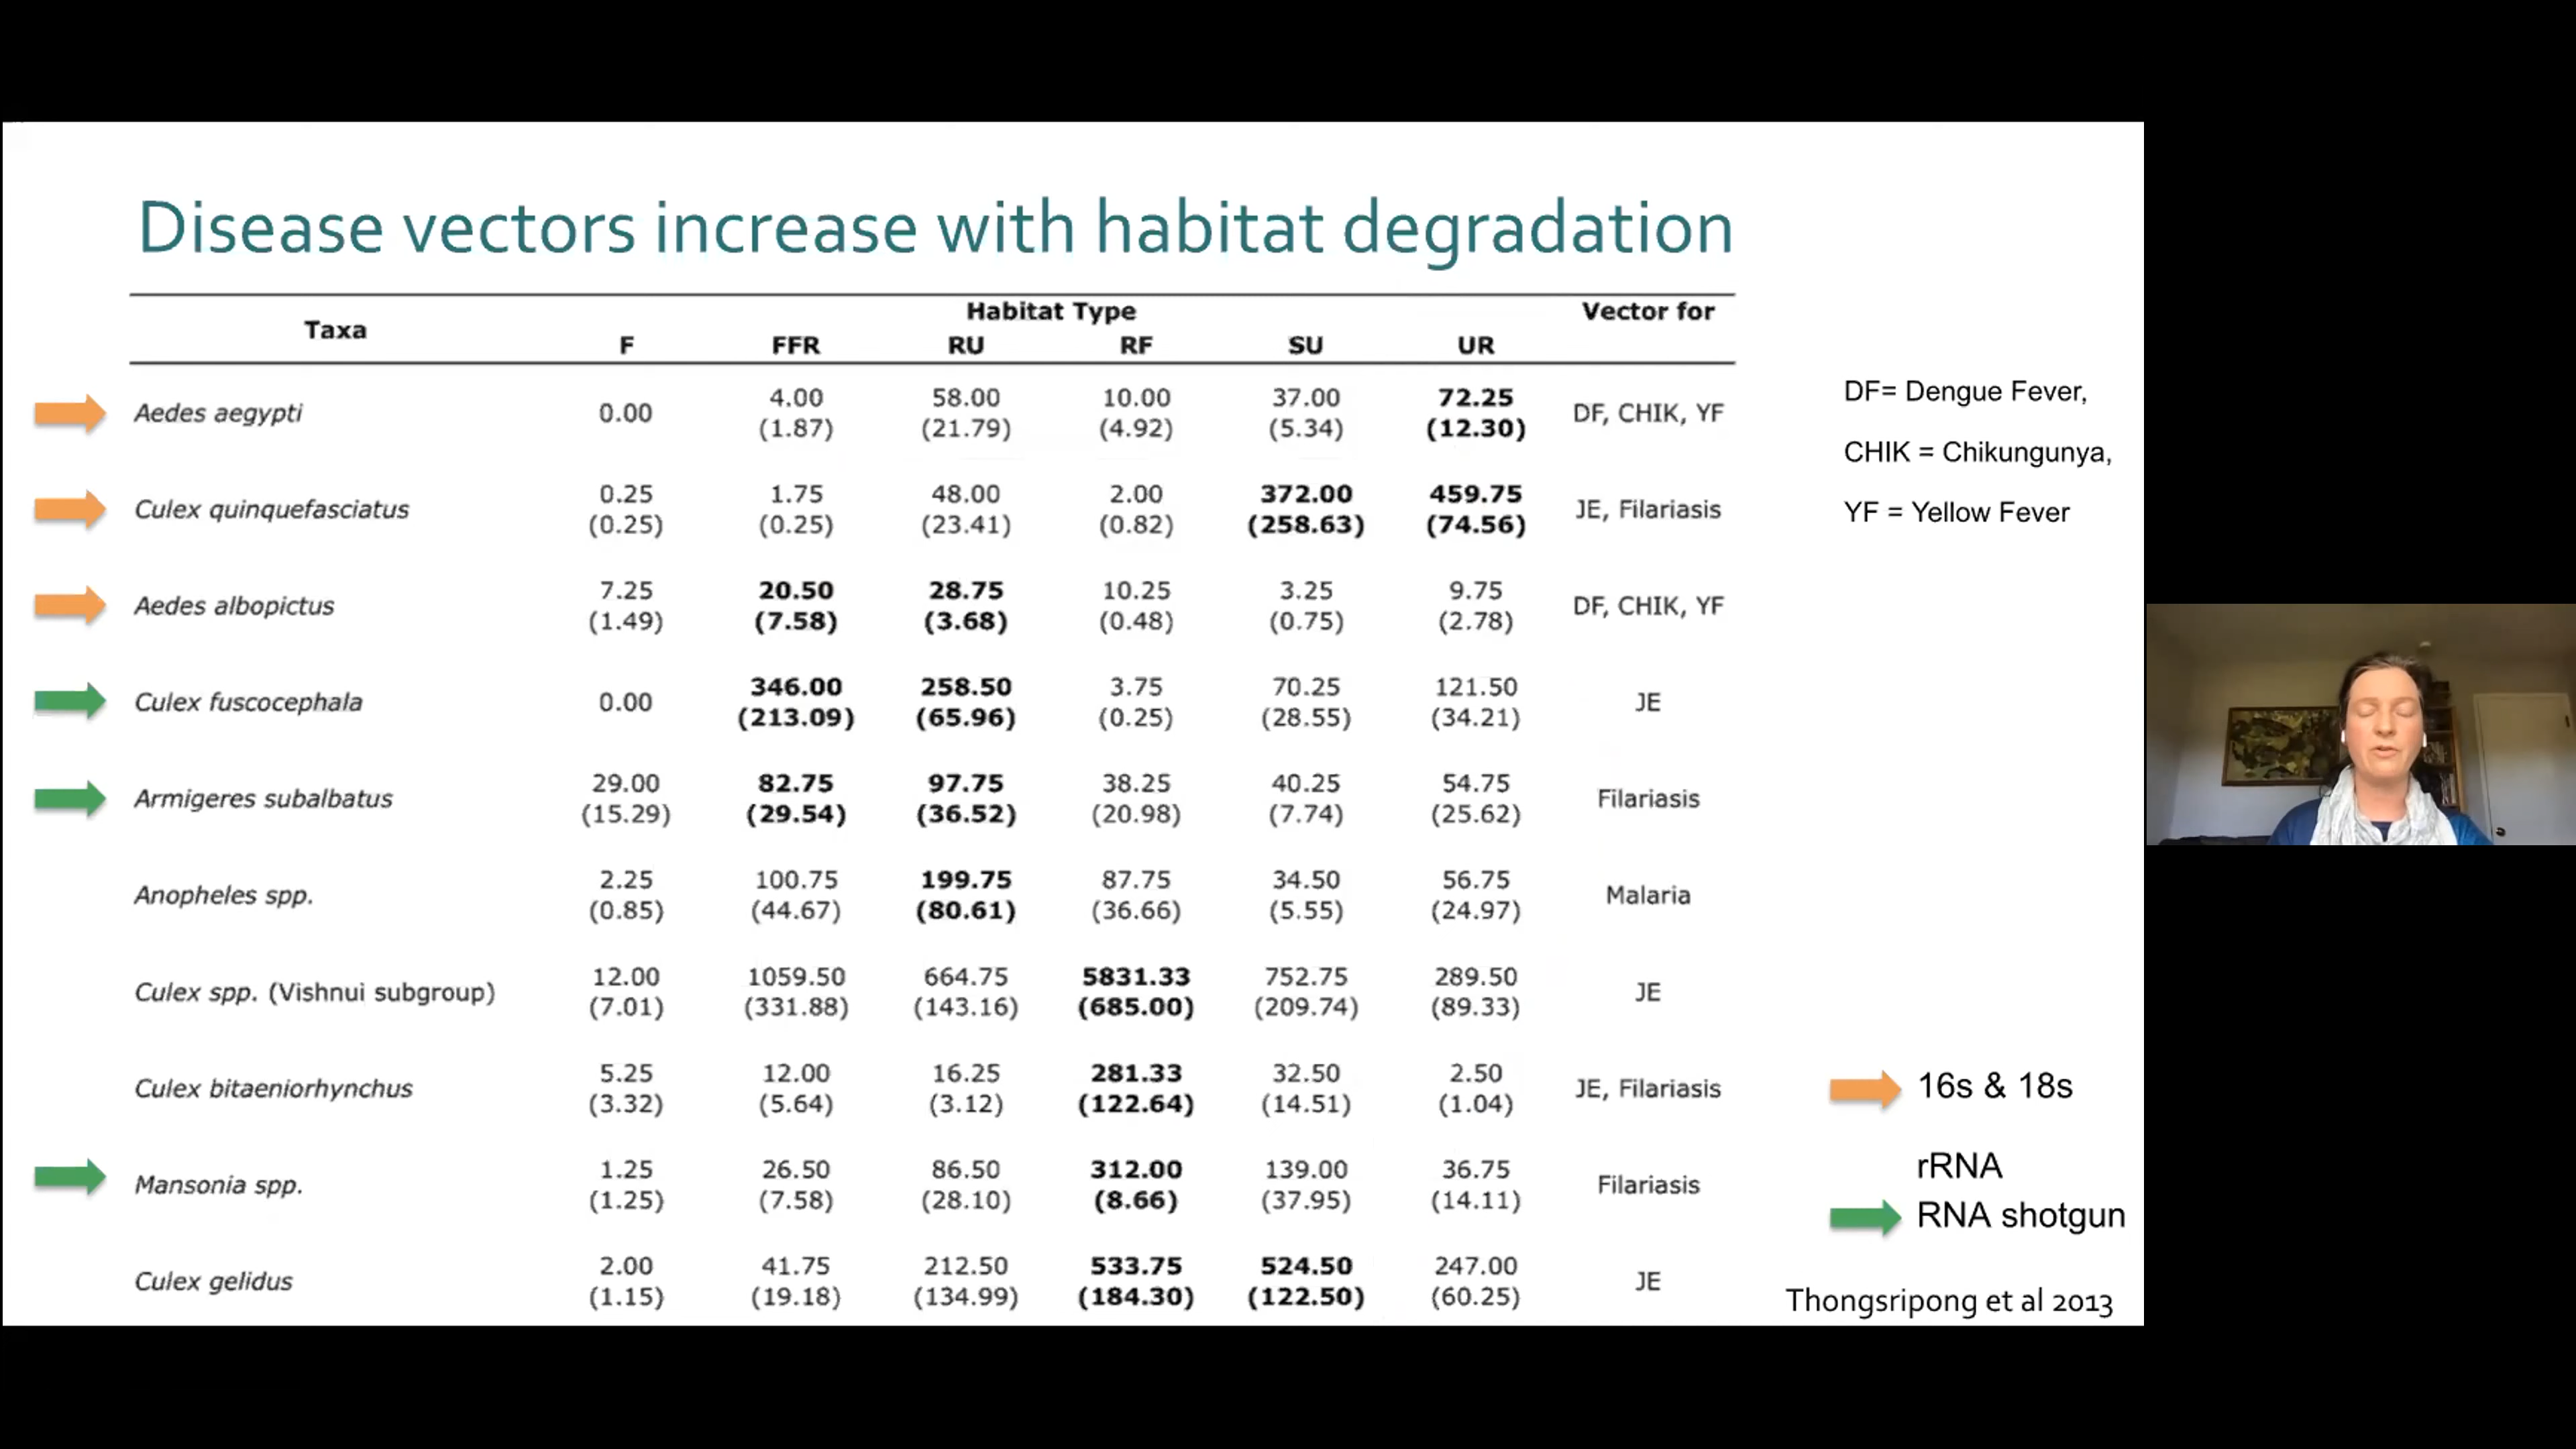 Disease vectors increase with habitat degradation
Taxa Habitat Type Vector for
F FFR RU RF SU UR
Aedes aegypti 0.00 4.00 58.00 10.00 37.00 72.25 DF, CHIK, YF
(1.87) (21.79) (4.92) (5.34) (12.30)
Culex quinquefasciatus 0.25 1.75 48.00 2.00 372.00 459.75 JE, Filariasis
(0.25) (0.25) (23.41) (0.82) (258.63) (74.56)
Aedes albopictus 7.25 20.50 28.75 10.25 3.25 9.75 DF, CHIK, YF
(1.49) (7.58) (3.68) (0.48) (0.75) (2.78)
Culex fuscocephala 0.00 346.00 258.50 3.75 70.25 121.50 JE
(213.09) (65.96) (0.25) (28.55) (34.21)
Armigeres subalbatus 29.00 82.75 97.75 38.25 40.25 54.75 Filariasis
(15.29) (29.54) (36.52) (20.98) (7.74) (25.62)
Anopheles spp. 2.25 100.75 199.75 87.75 34.50 56.75 Malaria
(0.85) (44.67) (80.61) (36.66) (5.55) (24.97)
Culex spp. (Vishnui subgroup) 12.00 1059.50 664.75 5831.33 752.75 289.50 JE
(7.01) (331.88) (143.16) (685.00) (209.74) (89.33)
Culex bitaeniorhynchus 5.25 12.00 16.25 281.33 32.50 2.50 JE, Filariasis
(3.32) (5.64) (3.12) (122.64) (14.51) (1.04)
Mansonia spp. 1.25 26.50 86.50 312.00 139.00 36.75 Filariasis
(1.25) (7.58) (28.10) (8.66) (37.95) (14.11)
Culex gelidus 2.00 41.75 212.50 533.75 524.50 247.00 JE
(1.15) (19.18) (134.99) (184.30) (122.50) (60.25)
DF= Dengue Fever,
CHIK = Chikungunya,
YF = Yellow Fever
16s & 18s
rRNA
RNA shotgun
Thongsripong et al 2013